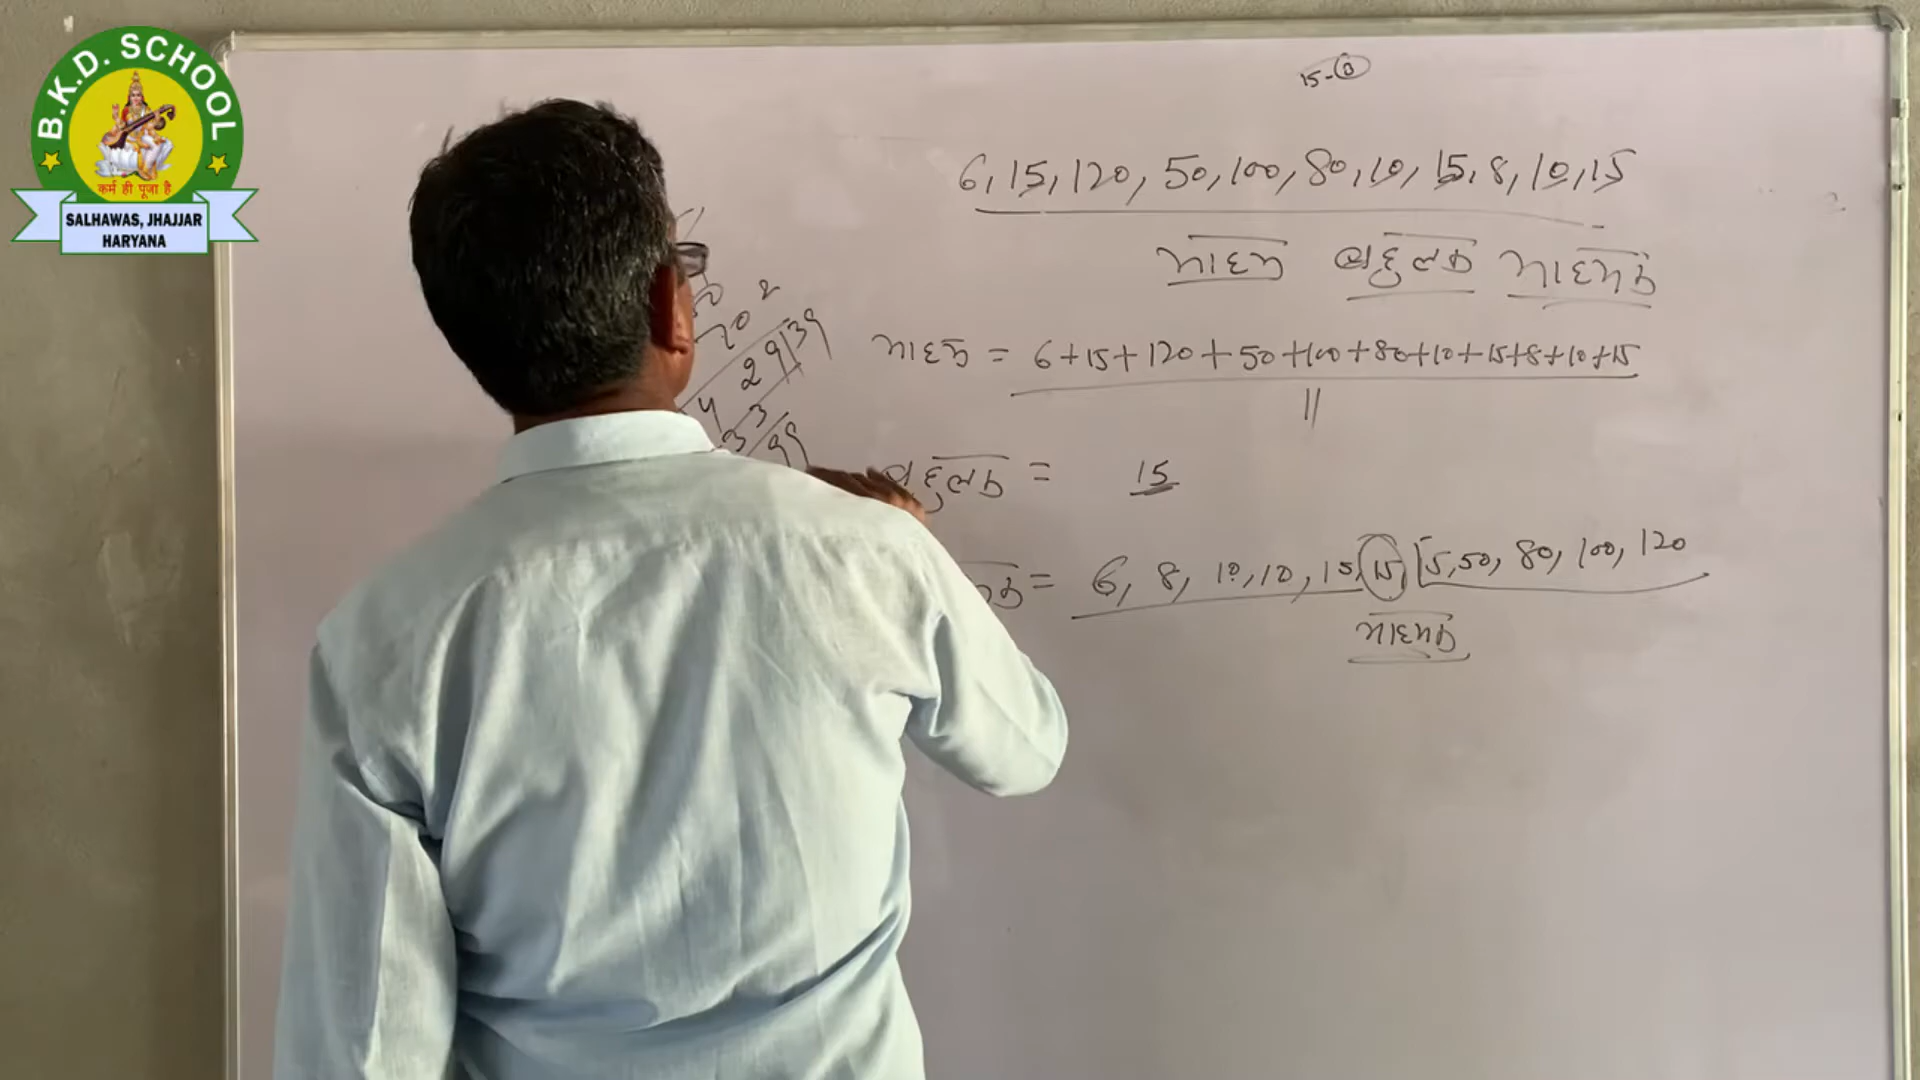 B.K.D. SCHOOL
कर्म ही पूजा है
SALHAWAS, JHAJJAR
HARYANA
15-③
6, 15, 120, 50, 100, 80, 10, 15, 8, 10, 15
माध्य बहुलक माध्यक
माध्य = 6+15+120+50+100+80+10+15+8+10+15
11
बहुलक = 15
= 6, 8, 10, 10, 15, 15, 15, 50, 80, 100, 120
माध्यक